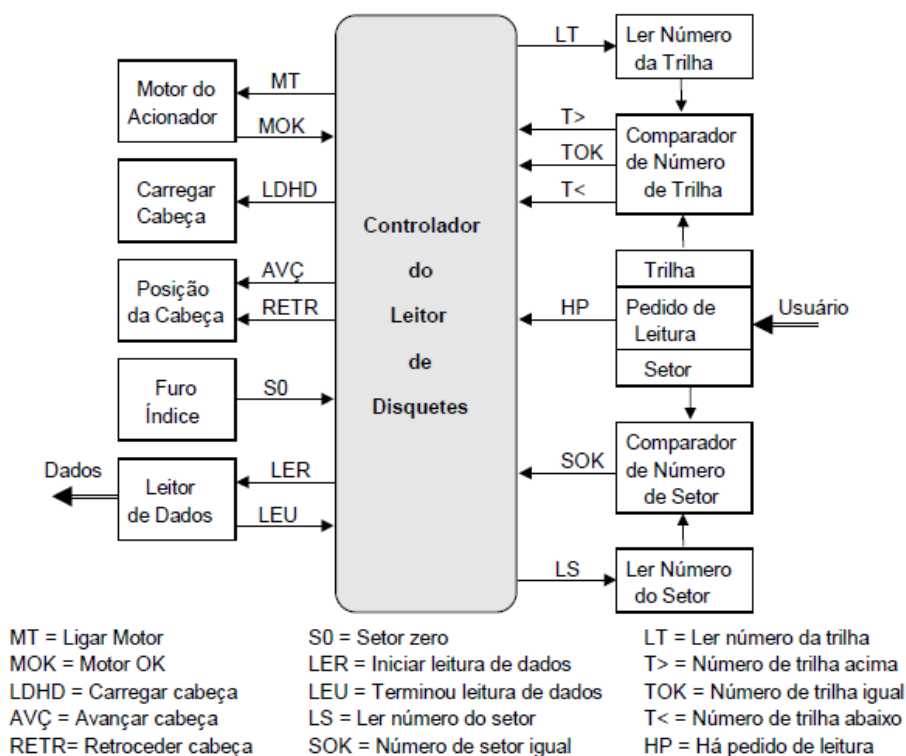 LT
Ler Número
da Trilha
Motor do
Acionador
MT
MOK
T>
TOK
T<
Comparador
de Número
de Trilha
Carregar
Cabeça
LDHD
Controlador
do
Leitor
de
Disquetes
Posição
da Cabeça
AVÇ
RETR
HP
Trilha
Pedido de
Leitura
Setor
Usuário
Furo
Índice
S0
SOK
Comparador
de Número
de Setor
Dados
Leitor
de Dados
LER
LEU
LS
Ler Número
do Setor
MT = Ligar Motor
MOK = Motor OK
LDHD = Carregar cabeça
AVÇ = Avançar cabeça
RETR= Retroceder cabeça
S0 = Setor zero
LER = Iniciar leitura de dados
LEU = Terminou leitura de dados
LS = Ler número do setor
SOK = Número de setor igual
LT = Ler número da trilha
T> = Número de trilha acima
TOK = Número de trilha igual
T< = Número de trilha abaixo
HP = Há pedido de leitura